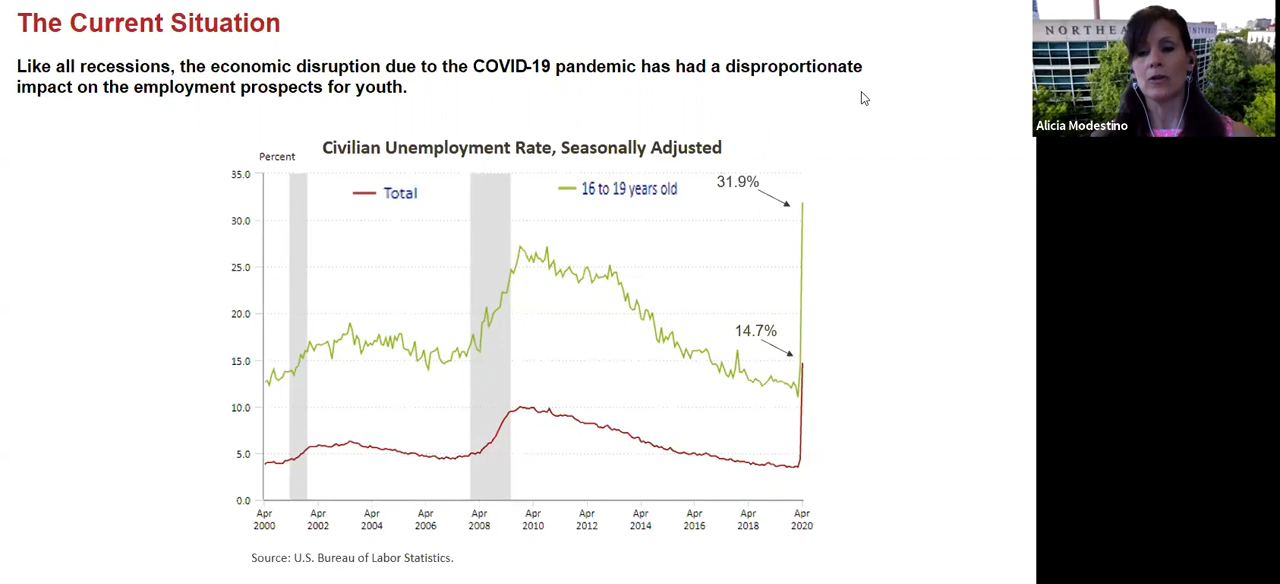 The Current Situation
Like all recessions, the economic disruption due to the COVID-19 pandemic has had a disproportionate
impact on the employment prospects for youth.
Civilian Unemployment Rate, Seasonally Adjusted
Percent
35.0
30.0
25.0
20.0
15.0
10.0
5.0
0.0
Total
16 to 19 years old
31.9%
14.7%
Apr 2000
Apr 2002
Apr 2004
Apr 2006
Apr 2008
Apr 2010
Apr 2012
Apr 2014
Apr 2016
Apr 2018
Apr 2020
Source: U.S. Bureau of Labor Statistics.
NORTHEA
Alicia Modestino